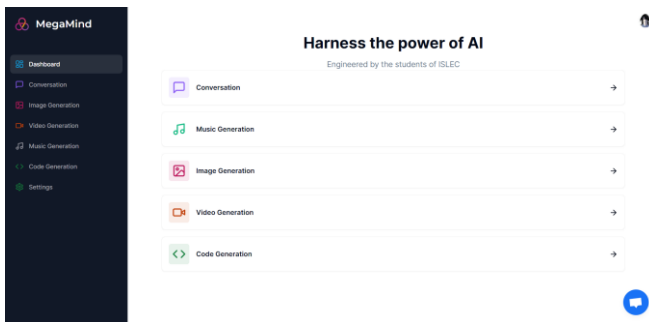 MegaMind
Dashboard
Conversation
Image Generation
Video Generation
Music Generation
Code Generation
Settings
Harness the power of AI
Engineered by the students of ISLEC
Conversation
Music Generation
Image Generation
Video Generation
Code Generation